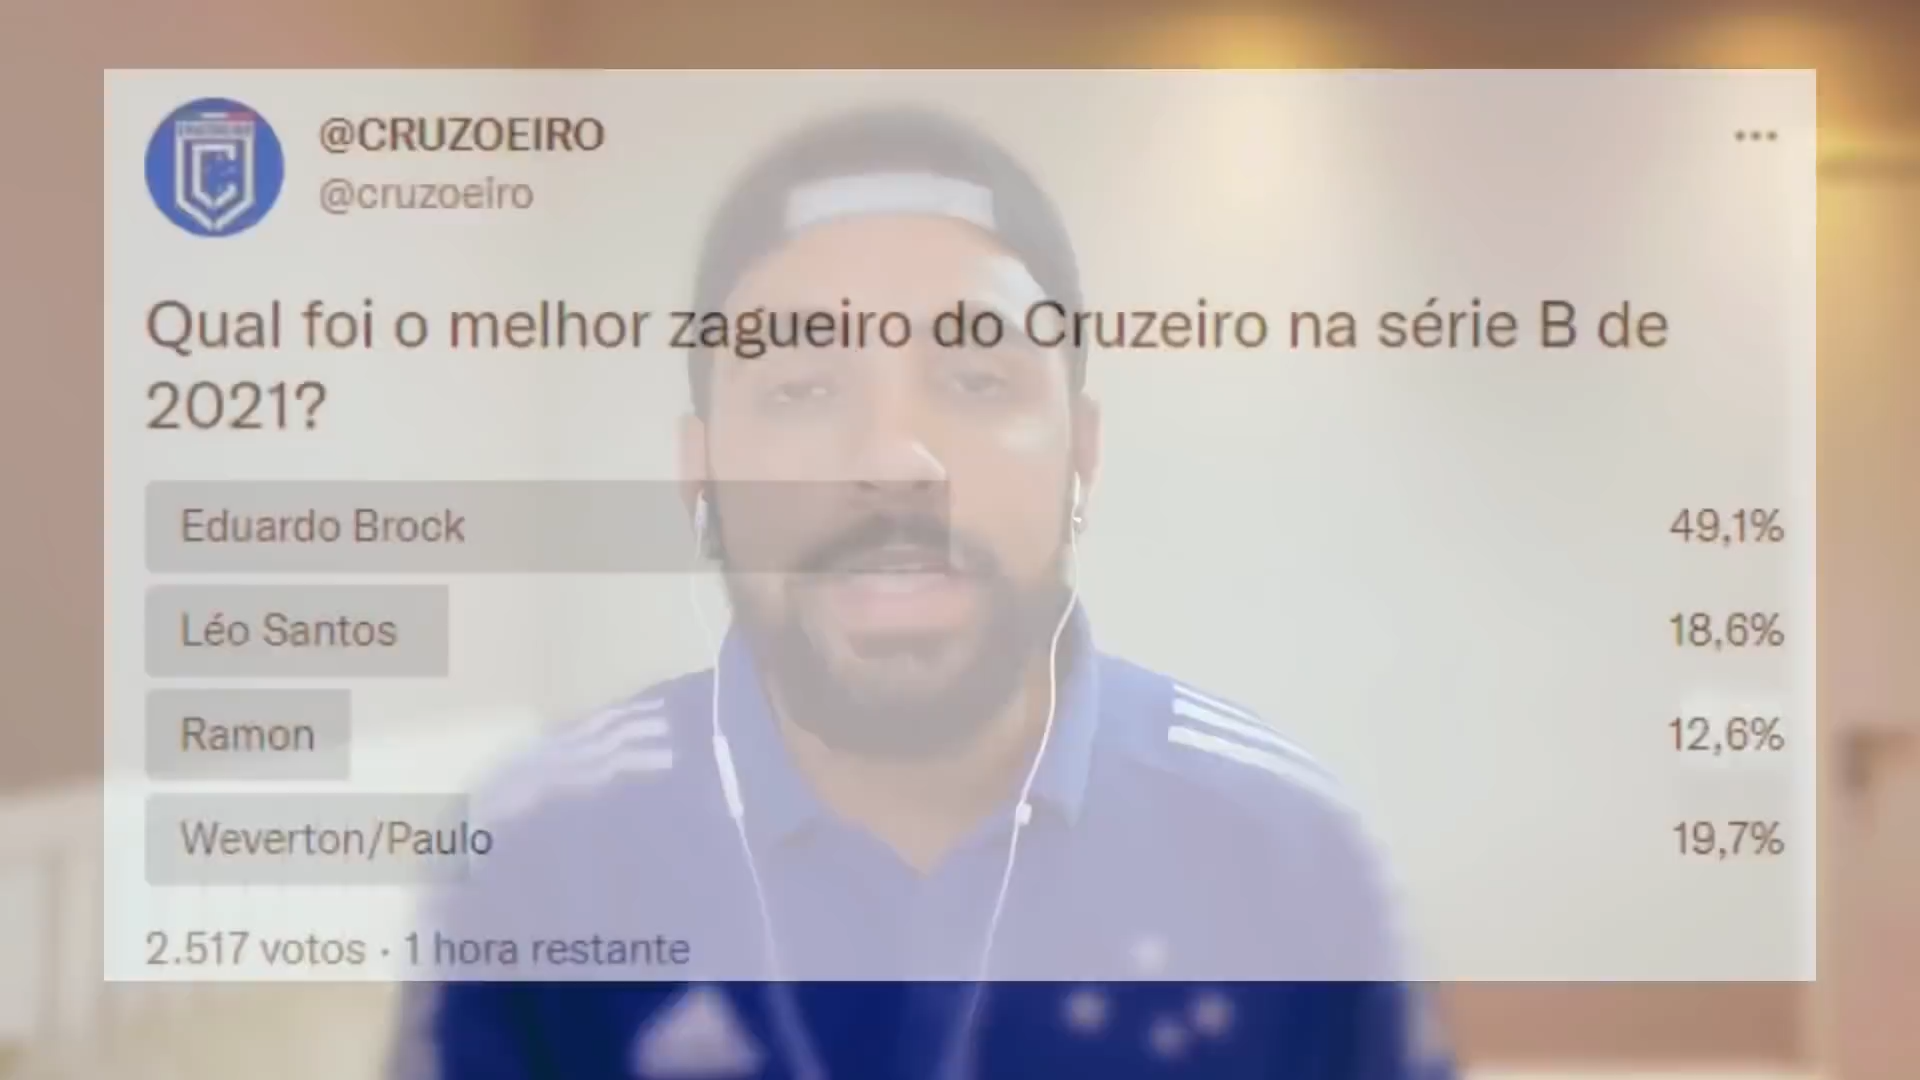 @CRUZOEIRO
@cruzoeiro
Qual foi o melhor zagueiro do Cruzeiro na série B de
2021?
Eduardo Brock 49,1%
Léo Santos 18,6%
Ramon 12,6%
Weverton/Paulo 19,7%
2.517 votos · 1 hora restante